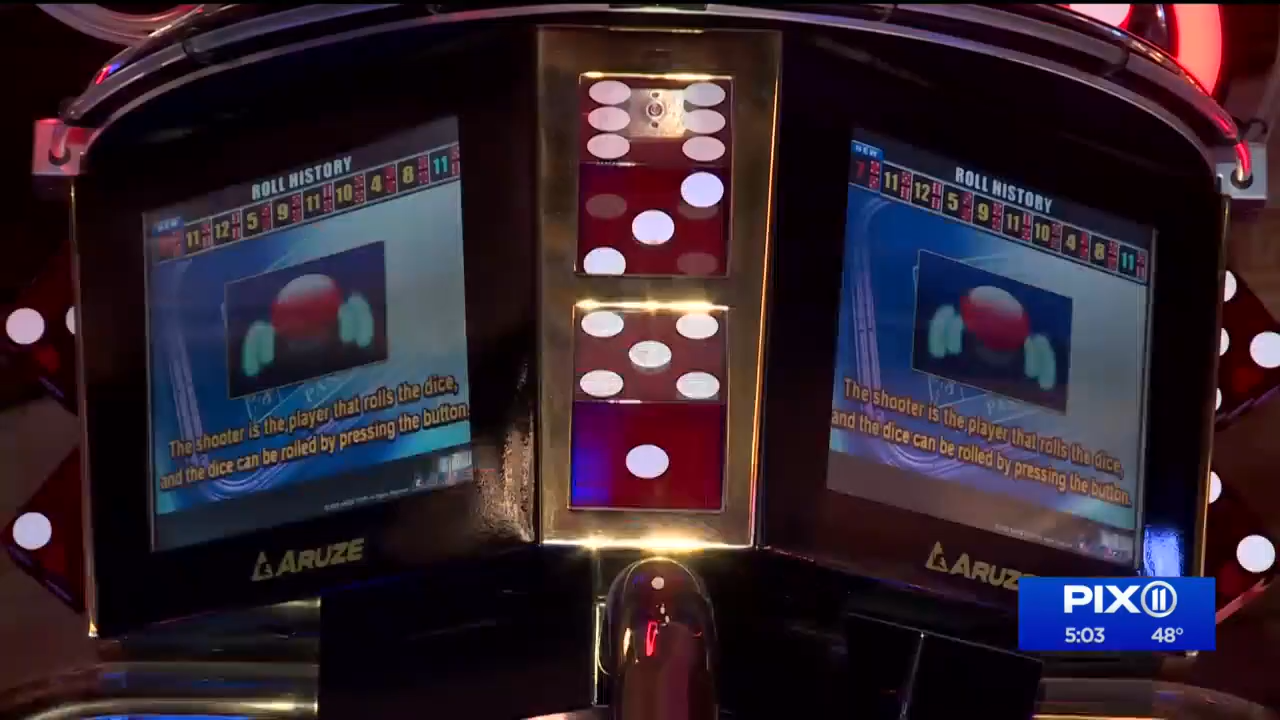 ROLL HISTORY
NEW
7 11 12 5 9 11 10 4 8 11
The shooter is the player that rolls the dice,
and the dice can be rolled by pressing the button.
ARUZE
ROLL HISTORY
NEW
7 11 12 5 9 11 10 4 8 11
The shooter is the player that rolls the dice,
and the dice can be rolled by pressing the button.
ARUZE
PIX11
5:03 48°